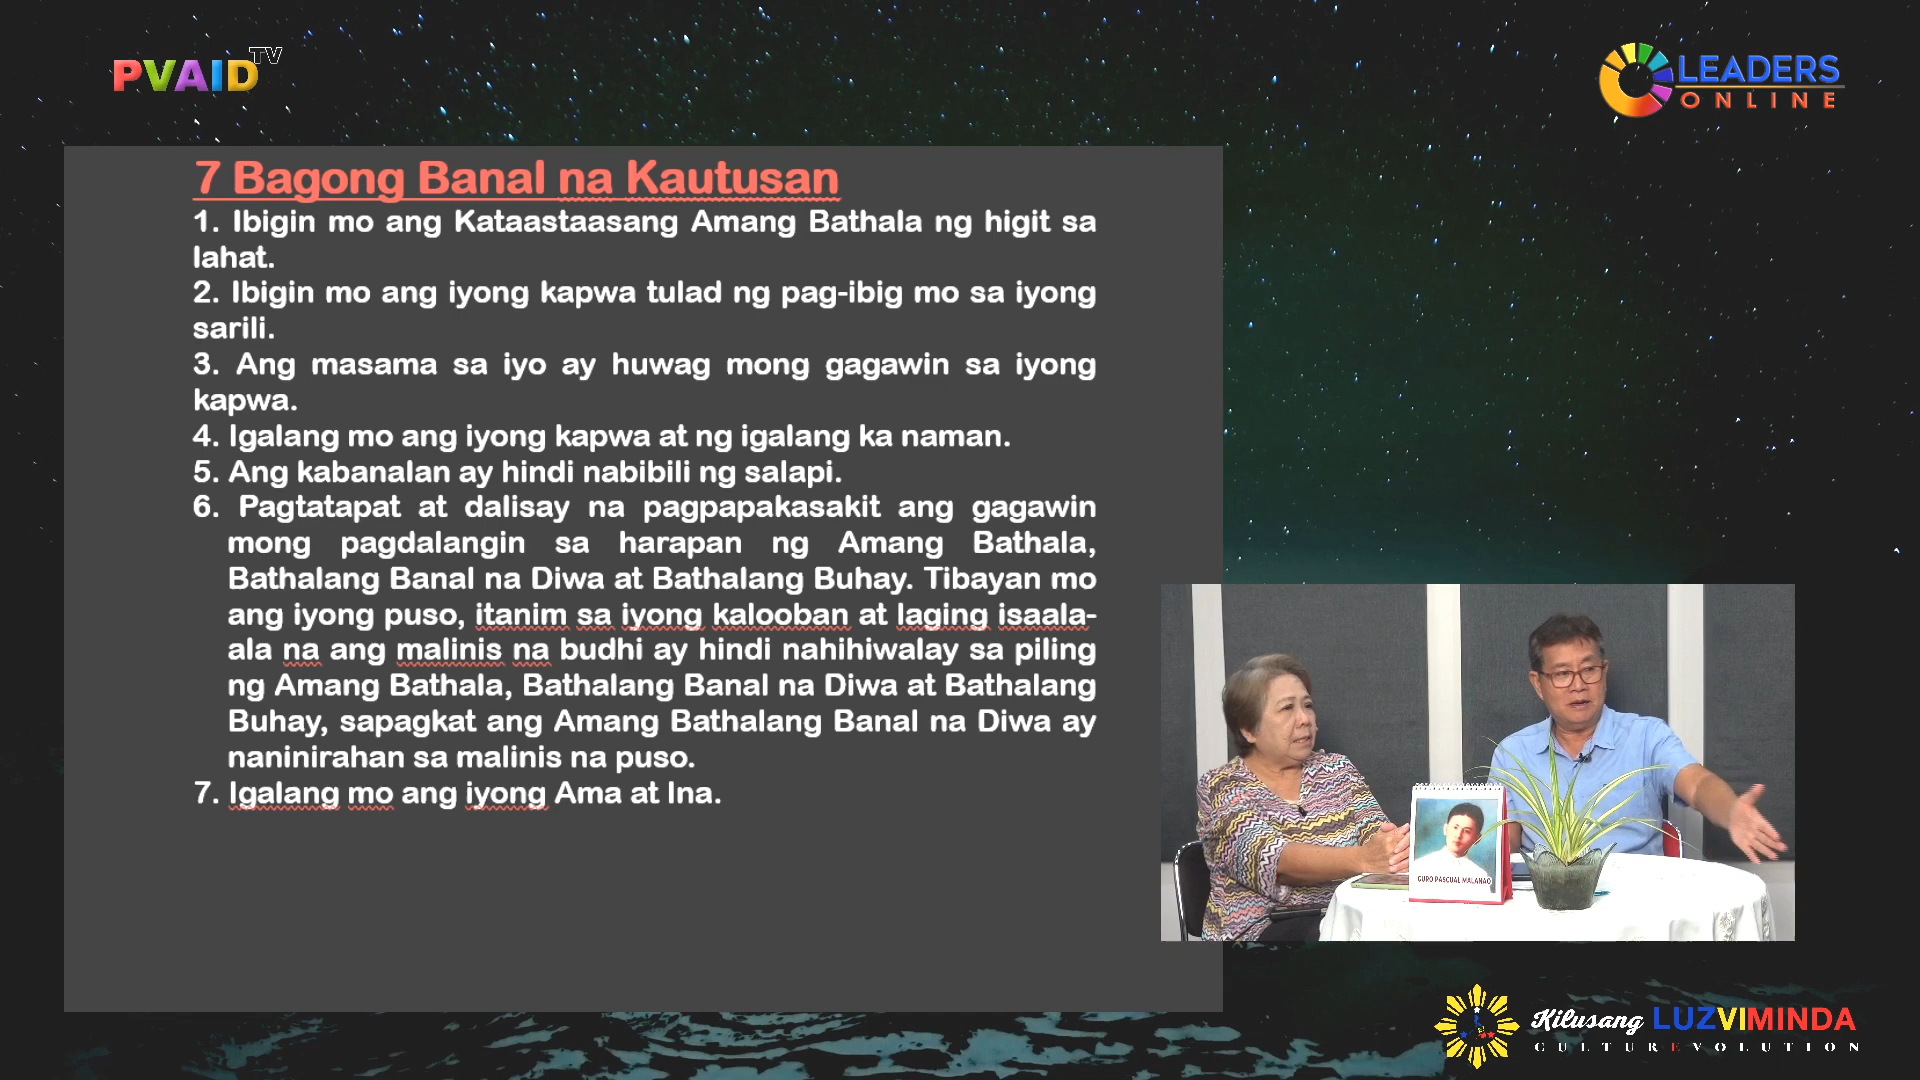 PVAID TV
LEADERS
ONLINE
7 Bagong Banal na Kautusan
1. Ibigin mo ang Kataastaasang Amang Bathala ng higit sa
lahat.
2. Ibigin mo ang iyong kapwa tulad ng pag-ibig mo sa iyong
sarili.
3. Ang masama sa iyo ay huwag mong gagawin sa iyong
kapwa.
4. Igalang mo ang iyong kapwa at ng igalang ka naman.
5. Ang kabanalan ay hindi nabibili ng salapi.
6. Pagtatapat at dalisay na pagpapakasakit ang gagawin
mong pagdalangin sa harapan ng Amang Bathala,
Bathalang Banal na Diwa at Bathalang Buhay. Tibayan mo
ang iyong puso, itanim sa iyong kalooban at laging isaala-
ala na ang malinis na budhi ay hindi nahihiwalay sa piling
ng Amang Bathala, Bathalang Banal na Diwa at Bathalang
Buhay, sapagkat ang Amang Bathalang Banal na Diwa ay
naninirahan sa malinis na puso.
7. Igalang mo ang iyong Ama at Ina.
GURO PASCUAL MALANAO
Kilusang LUZVIMINDA
CULTUREVOLUTION